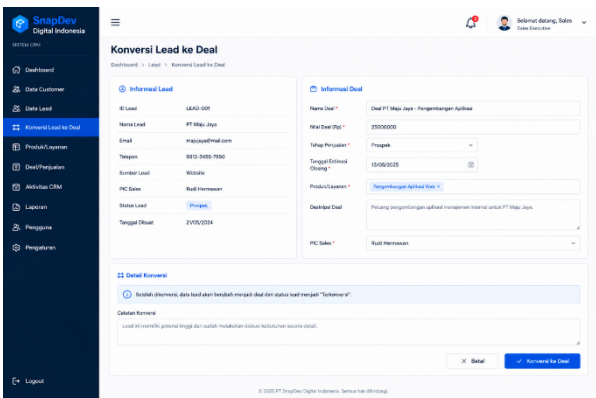 SnapDev
Digital Indonesia
SISTEM CRM
Dashboard
Data Customer
Data Lead
Konversi Lead ke Deal
Produk/Layanan
Deal/Penjualan
Aktivitas CRM
Laporan
Pengguna
Pengaturan
Logout
Selamat datang, Sales
Sales Executive
Konversi Lead ke Deal
Dashboard > Lead > Konversi Lead ke Deal
Informasi Lead
ID Lead LEAD-001
Nama Lead PT Maju Jaya
Email majujaya@mail.com
Telepon 0812-3456-7890
Sumber Lead Website
PIC Sales Rudi Hermawan
Status Lead Prospek
Tanggal Dibuat 21/05/2024
Informasi Deal
Nama Deal * Deal PT Maju Jaya - Pengembangan Aplikasi
Nilai Deal (Rp) * 25000000
Tahap Penjualan * Prospek
Tanggal Estimasi
Closing * 13/06/2025
Produk/Layanan * Pengembangan Aplikasi Web ×
Deskripsi Deal Peluang pengembangan aplikasi manajemen internal untuk PT Maju Jaya.
PIC Sales * Rudi Hermawan
Detail Konversi
Setelah dikonversi, data lead akan berubah menjadi deal dan status lead menjadi "Terkonversi".
Catatan Konversi
Lead ini memiliki potensi tinggi dan sudah melakukan diskusi kebutuhan secara detail.
× Batal
✓ Konversi ke Deal
© 2025 PT SnapDev Digital Indonesia. Semua hak dilindungi.